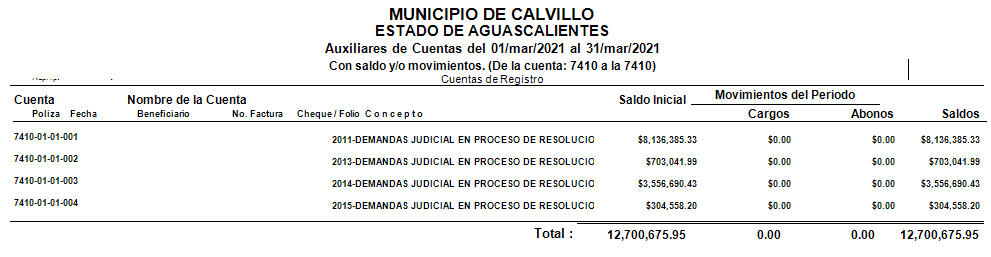 MUNICIPIO DE CALVILLO
ESTADO DE AGUASCALIENTES
Auxiliares de Cuentas del 01/mar/2021 al 31/mar/2021
Con saldo y/o movimientos. (De la cuenta: 7410 a la 7410)
Cuentas de Registro
Cuenta Nombre de la Cuenta Saldo Inicial Movimientos del Periodo
Poliza Fecha Beneficiario No. Factura Cheque / Folio C o n c e p t o Cargos Abonos Saldos
7410-01-01-001 2011-DEMANDAS JUDICIAL EN PROCESO DE RESOLUCIO $8,136,385.33 $0.00 $0.00 $8,136,385.33
7410-01-01-002 2013-DEMANDAS JUDICIAL EN PROCESO DE RESOLUCIO $703,041.99 $0.00 $0.00 $703,041.99
7410-01-01-003 2014-DEMANDAS JUDICIAL EN PROCESO DE RESOLUCIO $3,556,690.43 $0.00 $0.00 $3,556,690.43
7410-01-01-004 2015-DEMANDAS JUDICIAL EN PROCESO DE RESOLUCIO $304,558.20 $0.00 $0.00 $304,558.20
Total : 12,700,675.95 0.00 0.00 12,700,675.95